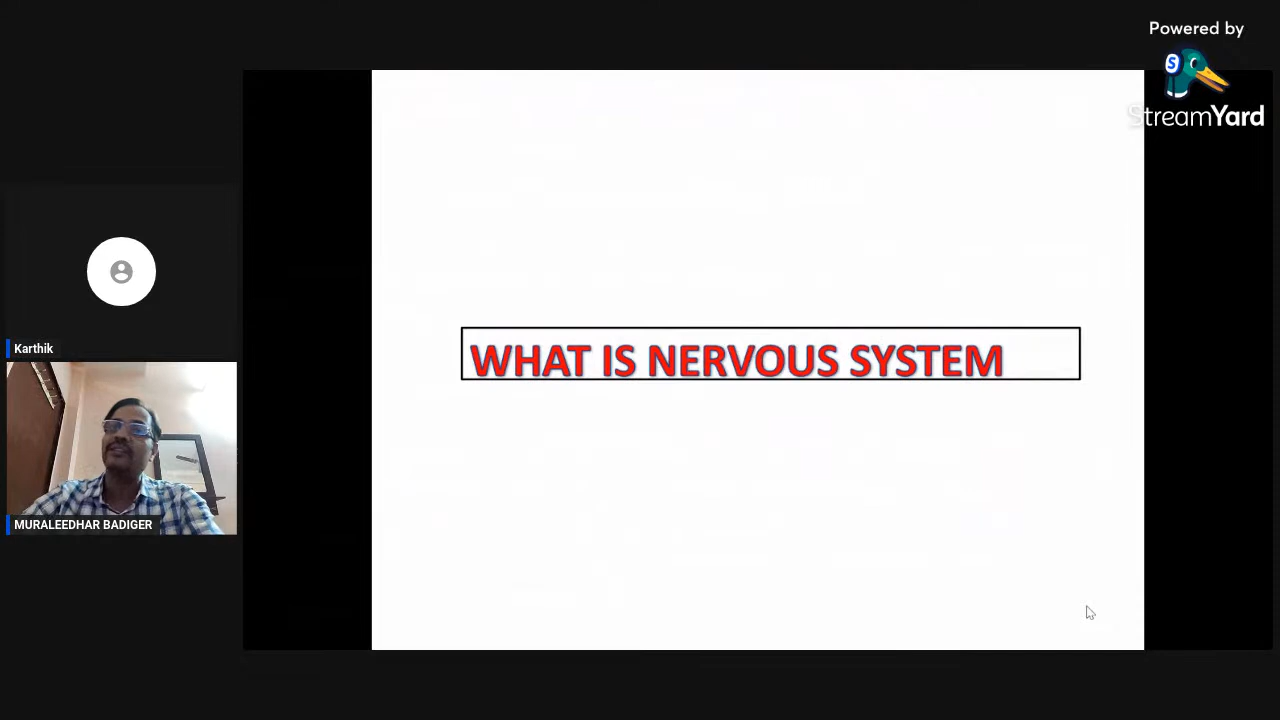 Powered by
S
StreamYard
WHAT IS NERVOUS SYSTEM
Karthik
MURALEEDHAR BADIGER